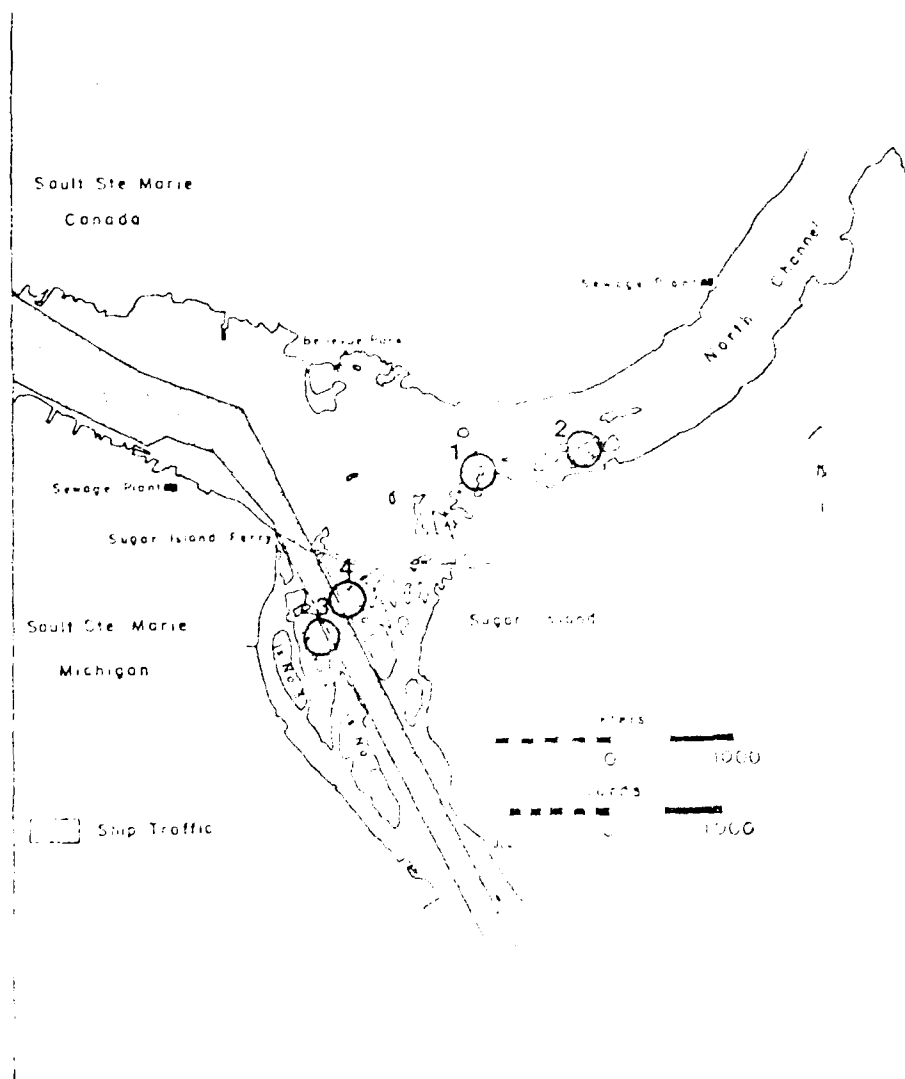 Sault Ste Marie
Canada
Sewage Plant
North Channel
Bellevue Park
1
2
Sewage Plant
Sugar Island Ferry
4
3
Sault Ste Marie
Michigan
Sugar Island
0 1000
1000
Ship Traffic